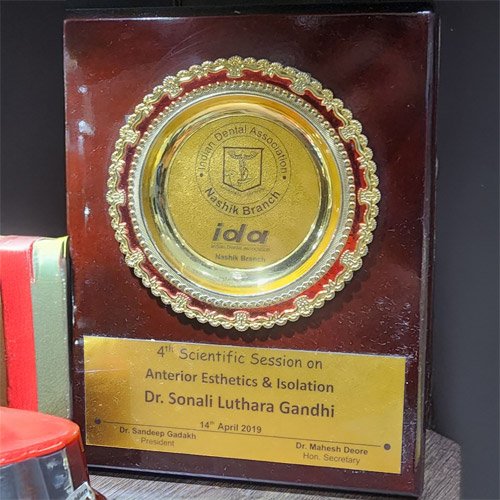 Indian Dental Association
Nashik Branch
ida
Nashik Branch
4th Scientific Session on
Anterior Esthetics & Isolation
Dr. Sonali Luthara Gandhi
14th April 2019
Dr. Sandeep Gadakh
President
Dr. Mahesh Deore
Hon. Secretary